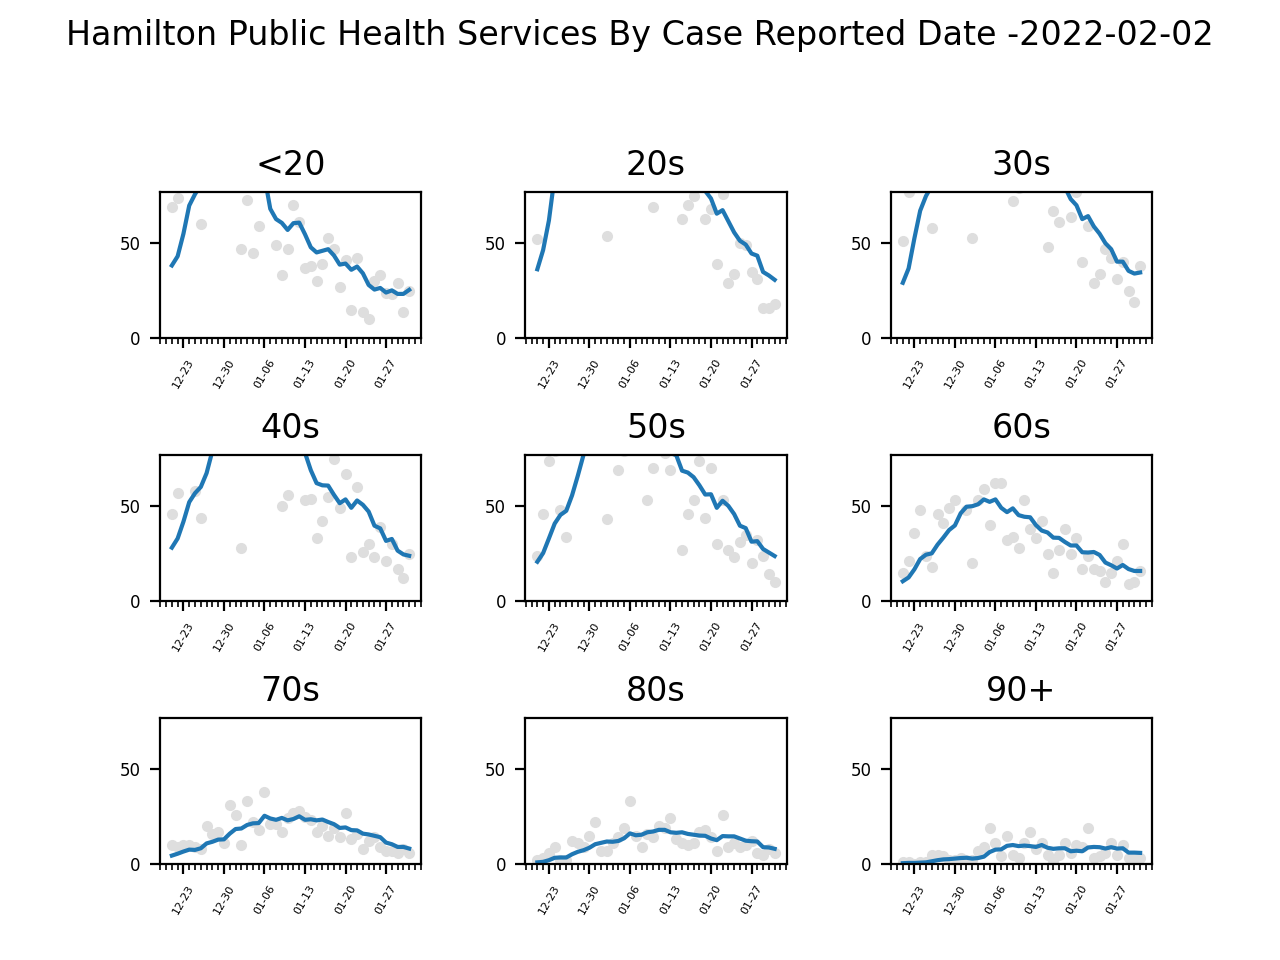 Hamilton Public Health Services By Case Reported Date -2022-02-02
<20 20s 30s
50 50 50
0 0 0
12-23 12-30 01-06 01-13 01-20 01-27 12-23 12-30 01-06 01-13 01-20 01-27 12-23 12-30 01-06 01-13 01-20 01-27
40s 50s 60s
50 50 50
0 0 0
12-23 12-30 01-06 01-13 01-20 01-27 12-23 12-30 01-06 01-13 01-20 01-27 12-23 12-30 01-06 01-13 01-20 01-27
70s 80s 90+
50 50 50
0 0 0
12-23 12-30 01-06 01-13 01-20 01-27 12-23 12-30 01-06 01-13 01-20 01-27 12-23 12-30 01-06 01-13 01-20 01-27